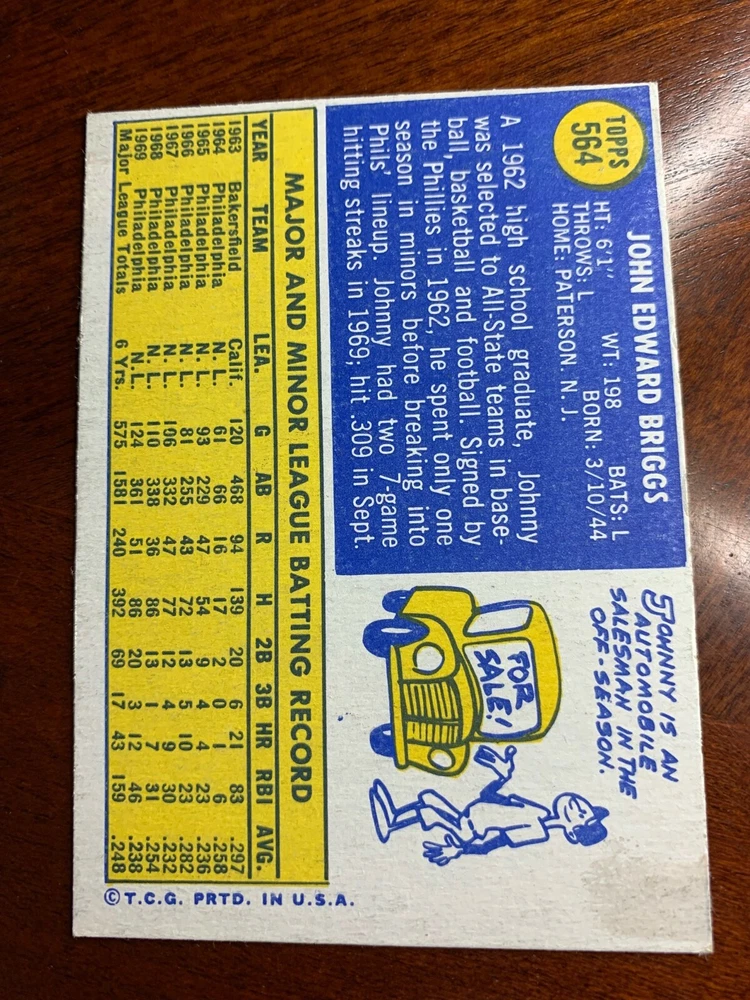 TOPPS
564
JOHN EDWARD BRIGGS
HT: 6'1" WT: 198 BATS: L
THROWS: L BORN: 3/10/44
HOME: PATERSON, N. J.
A 1962 high school graduate, Johnny
was selected to All-State teams in base-
ball, basketball and football. Signed by
the Phillies in 1962, he spent only one
season in minors before breaking into
Phils' lineup. Johnny had two 7-game
hitting streaks in 1969; hit .309 in Sept.
JOHNNY IS AN
AUTOMOBILE
SALESMAN IN THE
OFF-SEASON.
FOR
SALE!
MAJOR AND MINOR LEAGUE BATTING RECORD
YEAR TEAM LEA. G AB R H 2B 3B HR RBI AVG.
1963 Bakersfield Calif. 120 468 94 139 20 6 21 83 .297
1964 Philadelphia N. L. 61 66 16 17 2 0 1 6 .258
1965 Philadelphia N. L. 93 229 47 54 9 4 4 23 .236
1966 Philadelphia N. L. 81 255 43 72 13 5 10 23 .282
1967 Philadelphia N. L. 106 332 47 77 12 4 9 30 .232
1968 Philadelphia N. L. 110 338 36 86 13 1 7 31 .254
1969 Philadelphia N. L. 124 361 51 86 20 3 12 46 .238
Major League Totals 6 Yrs. 575 1581 240 392 69 17 43 159 .248
© T.C.G. PRTD. IN U.S.A.